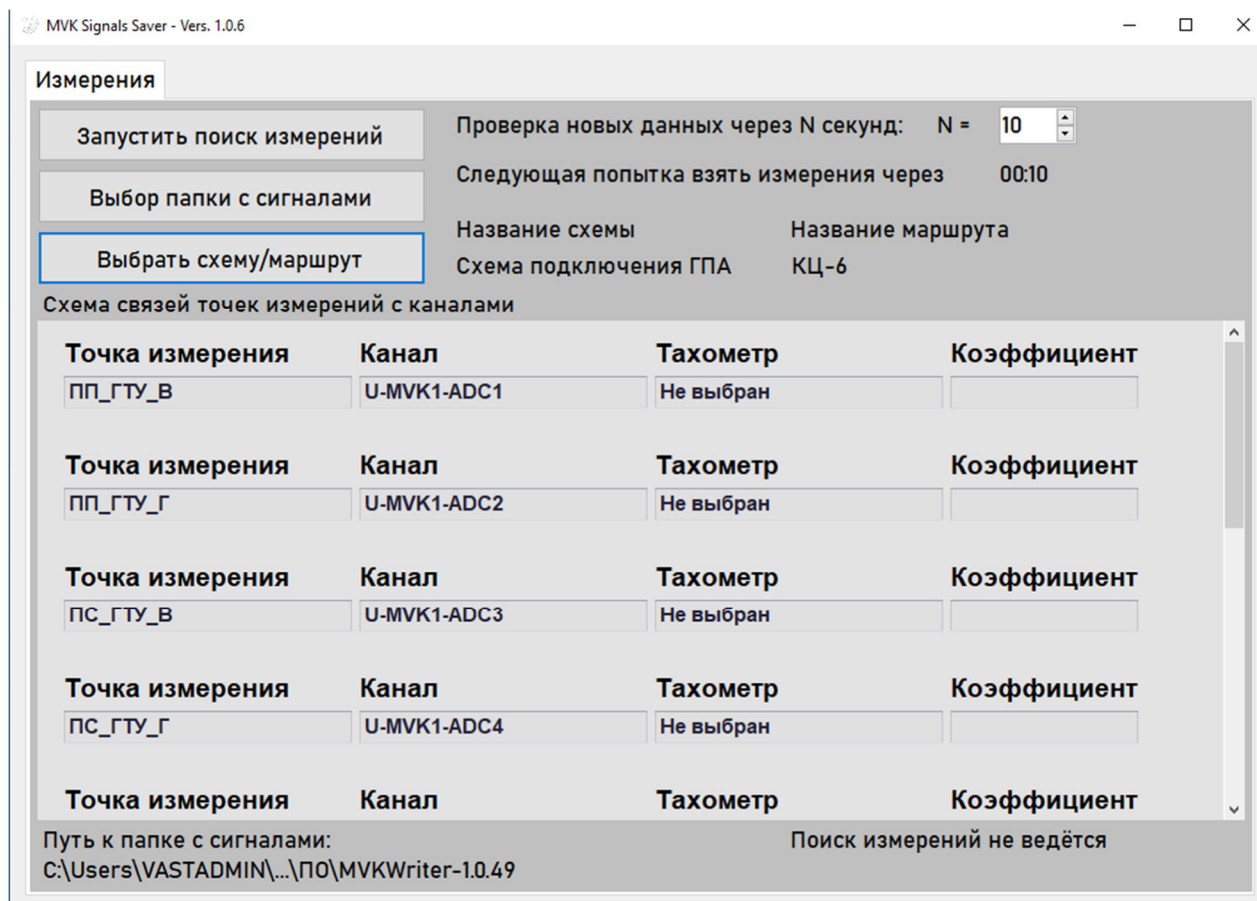 MVK Signals Saver - Vers. 1.0.6
Измерения
Запустить поиск измерений
Проверка новых данных через N секунд: N = 10
Выбор папки с сигналами
Следующая попытка взять измерения через 00:10
Выбрать схему/маршрут
Название схемы Название маршрута
Схема подключения ГПА КЦ-6
Схема связей точек измерений с каналами
Точка измерения Канал Тахометр Коэффициент
ПП_ГТУ_В U-MVK1-ADC1 Не выбран
Точка измерения Канал Тахометр Коэффициент
ПП_ГТУ_Г U-MVK1-ADC2 Не выбран
Точка измерения Канал Тахометр Коэффициент
ПС_ГТУ_В U-MVK1-ADC3 Не выбран
Точка измерения Канал Тахометр Коэффициент
ПС_ГТУ_Г U-MVK1-ADC4 Не выбран
Точка измерения Канал Тахометр Коэффициент
Путь к папке с сигналами: Поиск измерений не ведётся
C:\Users\VASTADMIN\...\ПО\MVKWriter-1.0.49